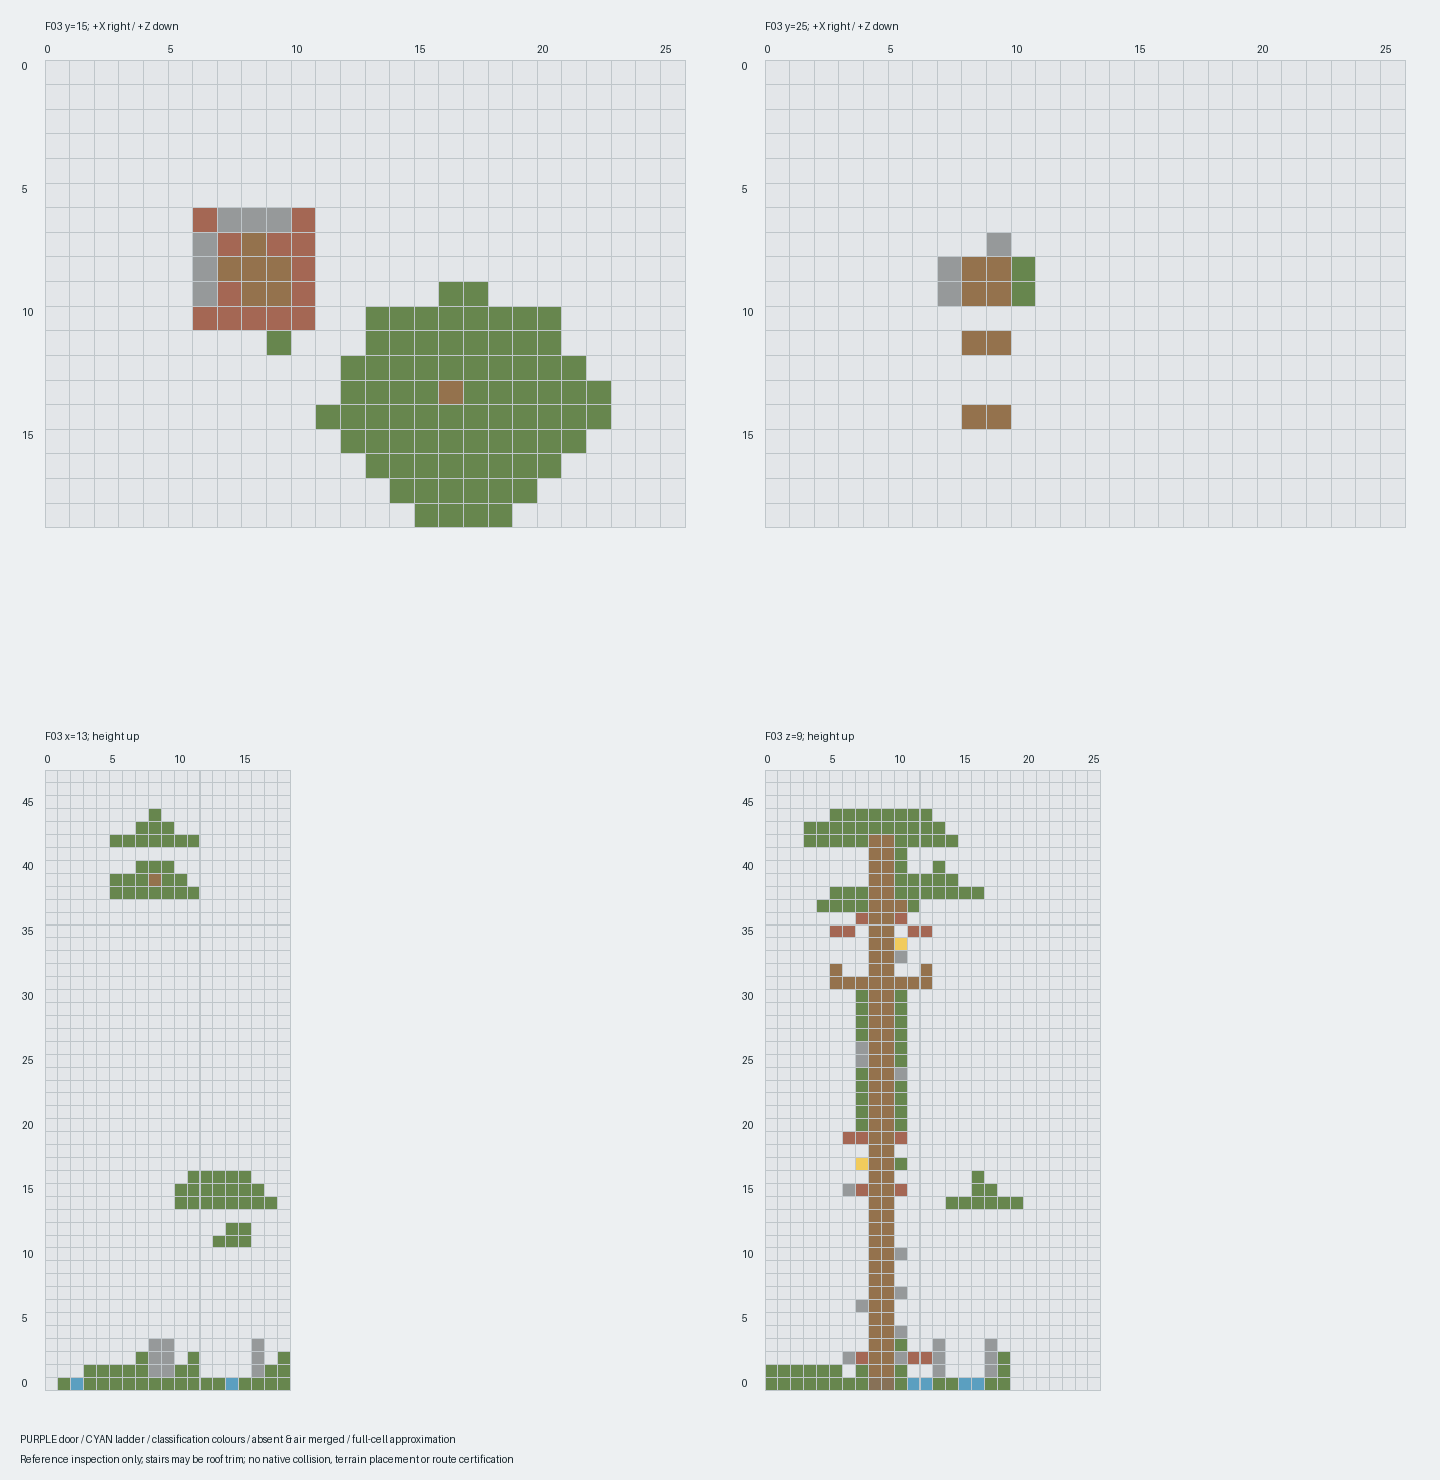 F03 y=15; +X right / +Z down
F03 y=25; +X right / +Z down
0 5 10 15 20 25
0 5 10 15 20 25
0
0
5
5
10
10
15
15
F03 x=13; height up
F03 z=9; height up
0 5 10 15
0 5 10 15 20 25
45
45
40
40
35
35
30
30
25
25
20
20
15
15
10
10
5
5
0
0
PURPLE door / CYAN ladder / classification colours / absent & air merged / full-cell approximation
Reference inspection only; stairs may be roof trim; no native collision, terrain placement or route certification